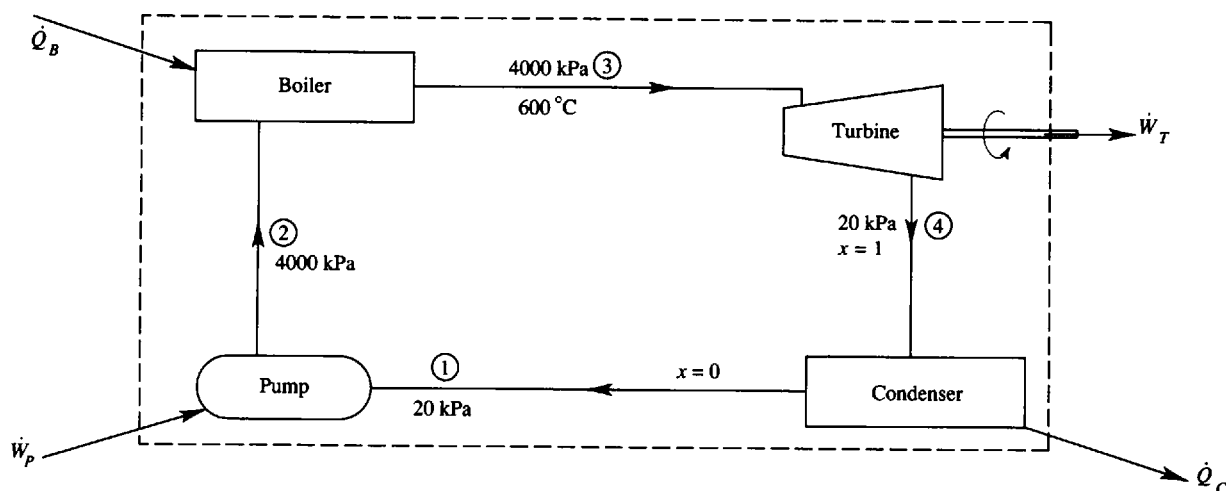 Q̇_B
Boiler
4000 kPa ③
600 °C
Turbine
Ẇ_T
②
4000 kPa
20 kPa ④
x = 1
①
Pump
20 kPa
x = 0
Condenser
Ẇ_P
Q̇_C